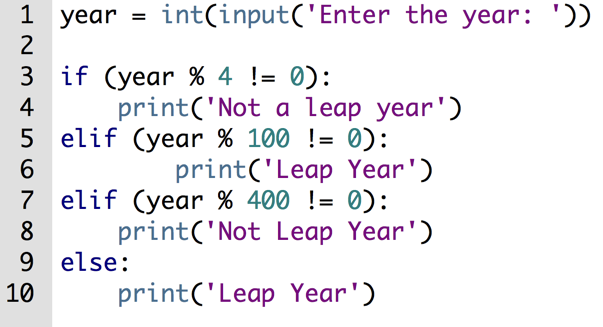 1 year = int(input('Enter the year: '))
2
3 if (year % 4 != 0):
4     print('Not a leap year')
5 elif (year % 100 != 0):
6         print('Leap Year')
7 elif (year % 400 != 0):
8     print('Not Leap Year')
9 else:
10     print('Leap Year')